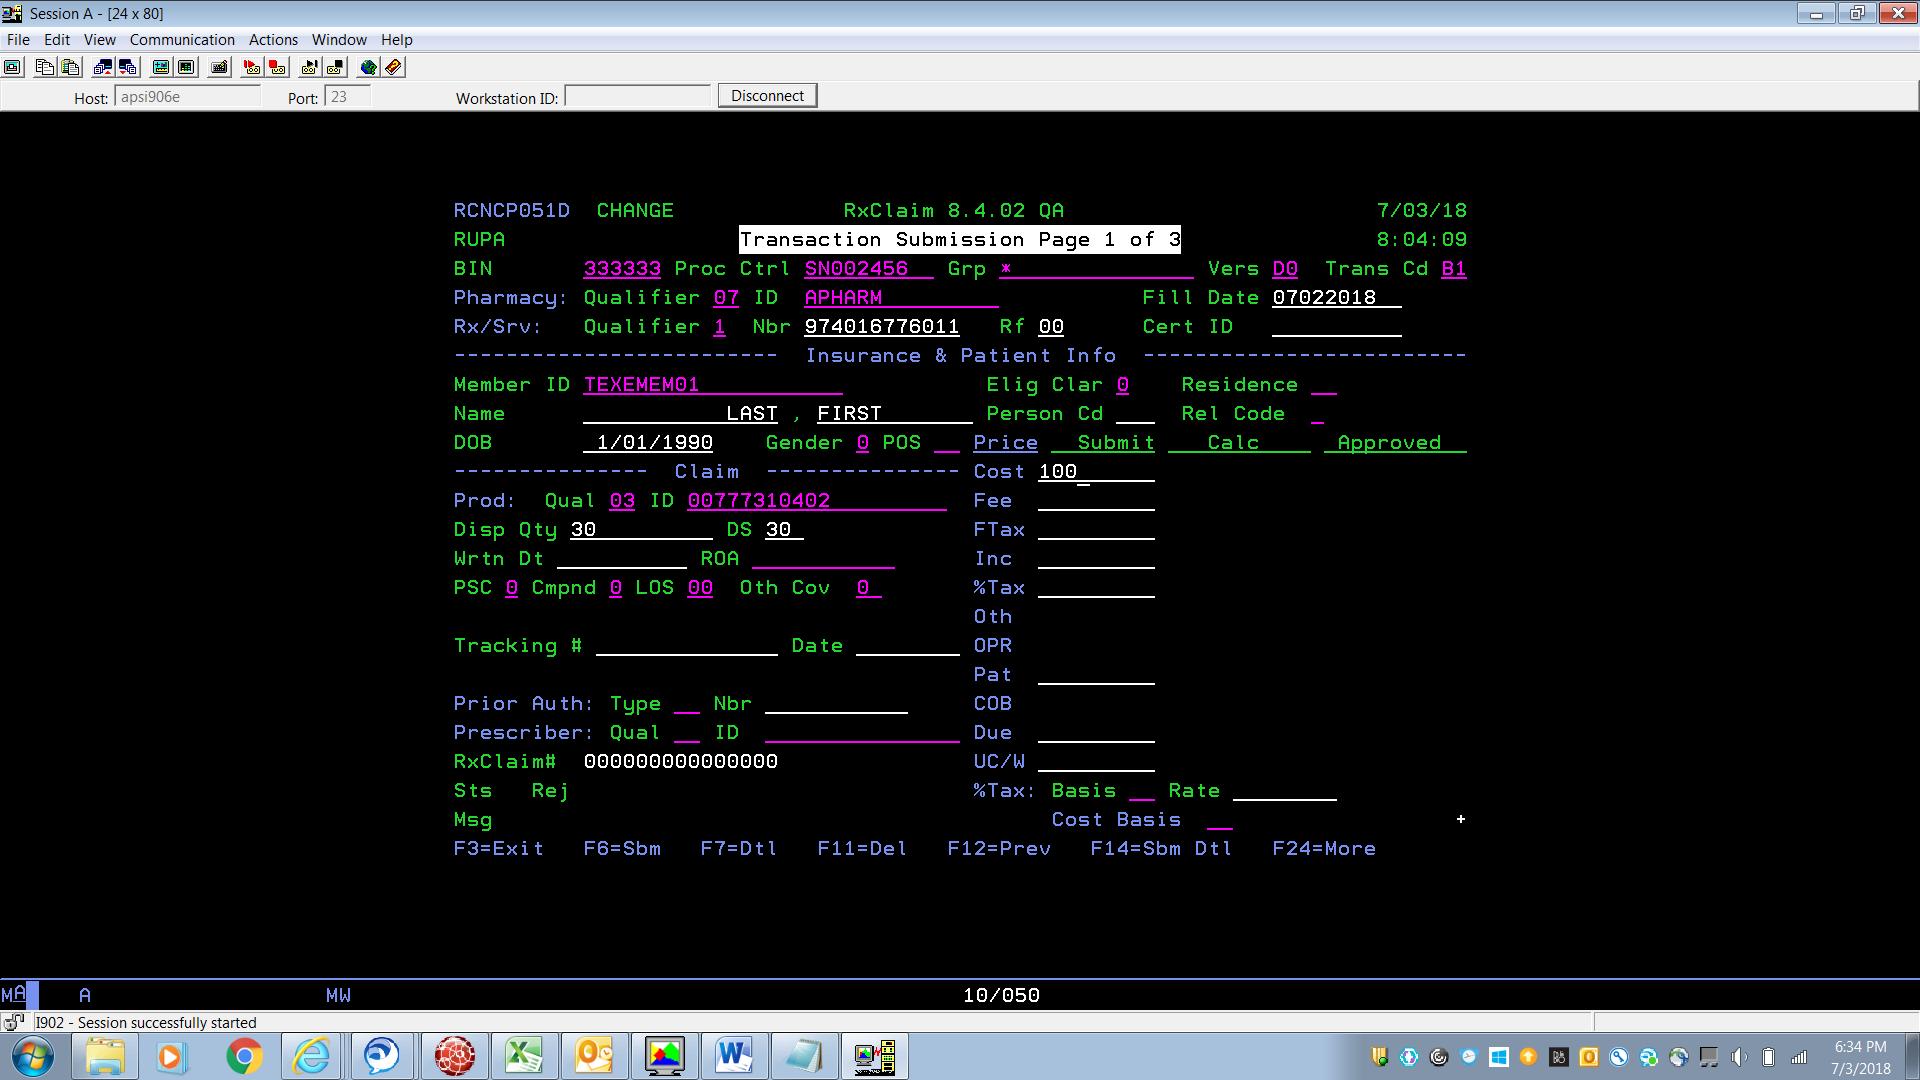 Session A - [24 x 80]
File Edit View Communication Actions Window Help
Host: apsi906e Port: 23 Workstation ID: Disconnect
RCNCP051D CHANGE RxClaim 8.4.02 QA 7/03/18
RUPA Transaction Submission Page 1 of 3 8:04:09
BIN 333333 Proc Ctrl SN002456 Grp * Vers D0 Trans Cd B1
Pharmacy: Qualifier 07 ID APHARM Fill Date 07022018
Rx/Srv: Qualifier 1 Nbr 974016776011 Rf 00 Cert ID
------------------------- Insurance & Patient Info -------------------------
Member ID TEXEMEM01 Elig Clar 0 Residence
Name LAST , FIRST Person Cd Rel Code
DOB 1/01/1990 Gender 0 POS Price Submit Calc Approved
--------------- Claim --------------- Cost 100
Prod: Qual 03 ID 00777310402 Fee
Disp Qty 30 DS 30 FTax
Wrtn Dt ROA Inc
PSC 0 Cmpnd 0 LOS 00 Oth Cov 0 %Tax
Oth
Tracking # Date OPR
Pat
Prior Auth: Type Nbr COB
Prescriber: Qual ID Due
RxClaim# 000000000000000 UC/W
Sts Rej %Tax: Basis Rate
Msg Cost Basis +
F3=Exit F6=Sbm F7=Dtl F11=Del F12=Prev F14=Sbm Dtl F24=More
MA A MW 10/050
I902 - Session successfully started
6:34 PM
7/3/2018